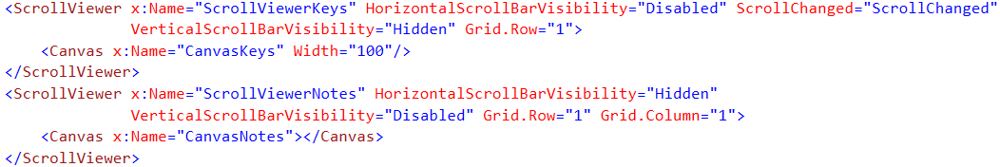 <ScrollViewer x:Name="ScrollViewerKeys" HorizontalScrollBarVisibility="Disabled" ScrollChanged="ScrollChanged"
VerticalScrollBarVisibility="Hidden" Grid.Row="1">
<Canvas x:Name="CanvasKeys" Width="100"/>
</ScrollViewer>
<ScrollViewer x:Name="ScrollViewerNotes" HorizontalScrollBarVisibility="Hidden"
VerticalScrollBarVisibility="Disabled" Grid.Row="1" Grid.Column="1">
<Canvas x:Name="CanvasNotes"></Canvas>
</ScrollViewer>